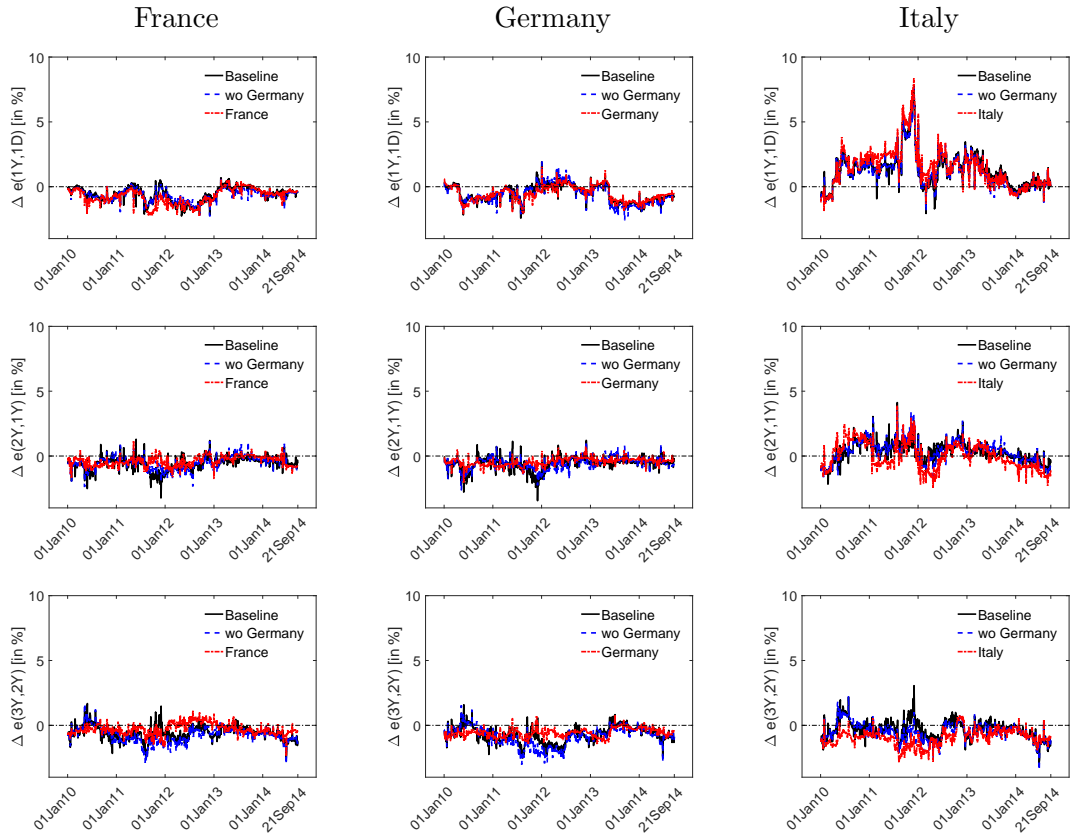 France Germany Italy
Δ e(1Y,1D) [in %]
10
5
0
Baseline
wo Germany
France
01Jan10 01Jan11 01Jan12 01Jan13 01Jan14 21Sep14
Δ e(1Y,1D) [in %]
10
5
0
Baseline
wo Germany
Germany
01Jan10 01Jan11 01Jan12 01Jan13 01Jan14 21Sep14
Δ e(1Y,1D) [in %]
10
5
0
Baseline
wo Germany
Italy
01Jan10 01Jan11 01Jan12 01Jan13 01Jan14 21Sep14
Δ e(2Y,1Y) [in %]
10
5
0
Baseline
wo Germany
France
01Jan10 01Jan11 01Jan12 01Jan13 01Jan14 21Sep14
Δ e(2Y,1Y) [in %]
10
5
0
Baseline
wo Germany
Germany
01Jan10 01Jan11 01Jan12 01Jan13 01Jan14 21Sep14
Δ e(2Y,1Y) [in %]
10
5
0
Baseline
wo Germany
Italy
01Jan10 01Jan11 01Jan12 01Jan13 01Jan14 21Sep14
Δ e(3Y,2Y) [in %]
10
5
0
Baseline
wo Germany
France
01Jan10 01Jan11 01Jan12 01Jan13 01Jan14 21Sep14
Δ e(3Y,2Y) [in %]
10
5
0
Baseline
wo Germany
Germany
01Jan10 01Jan11 01Jan12 01Jan13 01Jan14 21Sep14
Δ e(3Y,2Y) [in %]
10
5
0
Baseline
wo Germany
Italy
01Jan10 01Jan11 01Jan12 01Jan13 01Jan14 21Sep14